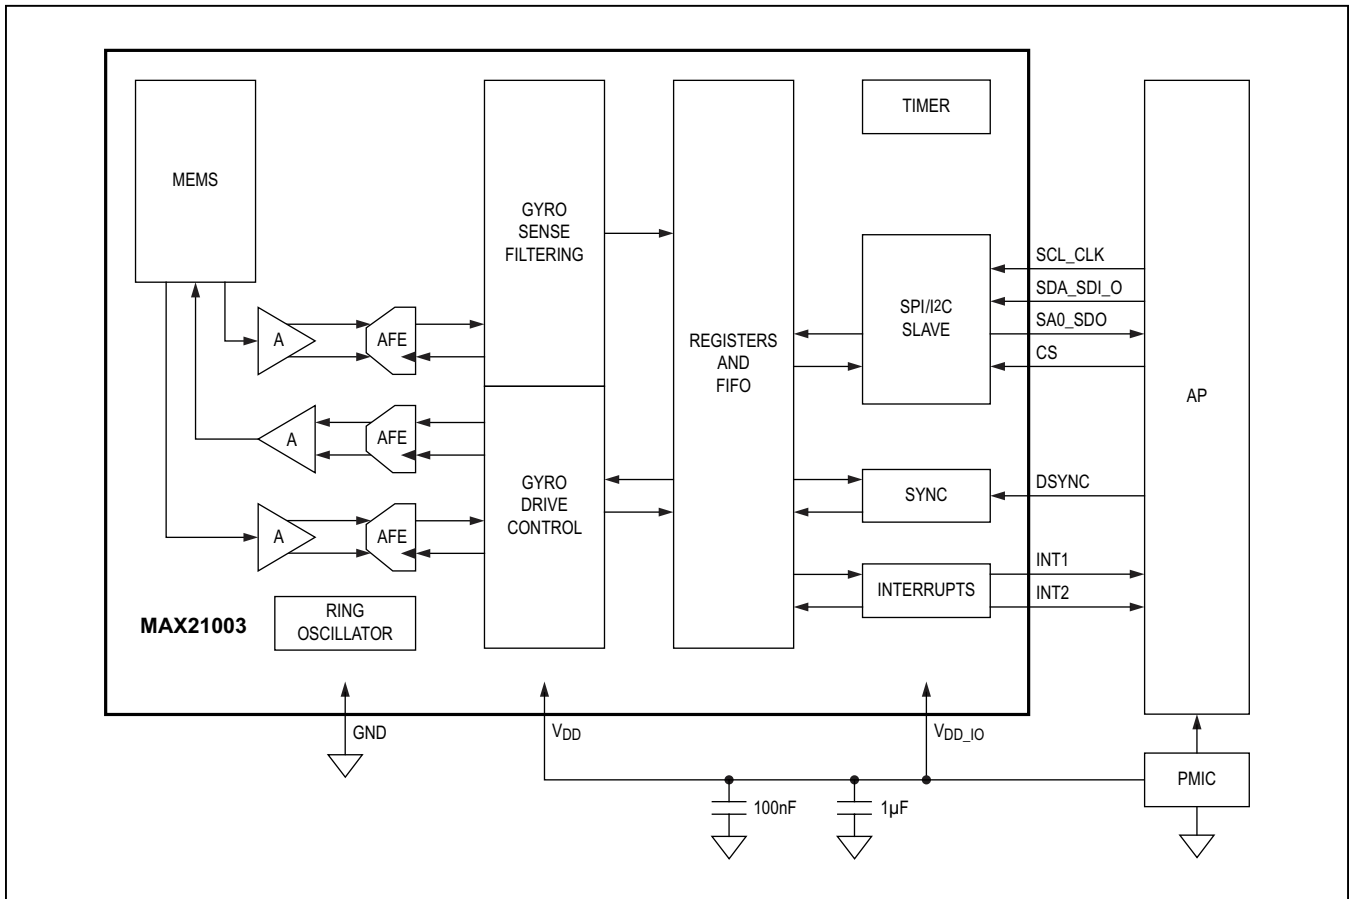 MEMS
A
AFE
A
AFE
A
AFE
MAX21003
RING
OSCILLATOR
GYRO
SENSE
FILTERING
GYRO
DRIVE
CONTROL
REGISTERS
AND
FIFO
TIMER
SPI/I2C
SLAVE
SYNC
INTERRUPTS
SCL_CLK
SDA_SDI_O
SA0_SDO
CS
DSYNC
INT1
INT2
AP
GND
VDD
VDD_IO
100nF
1µF
PMIC